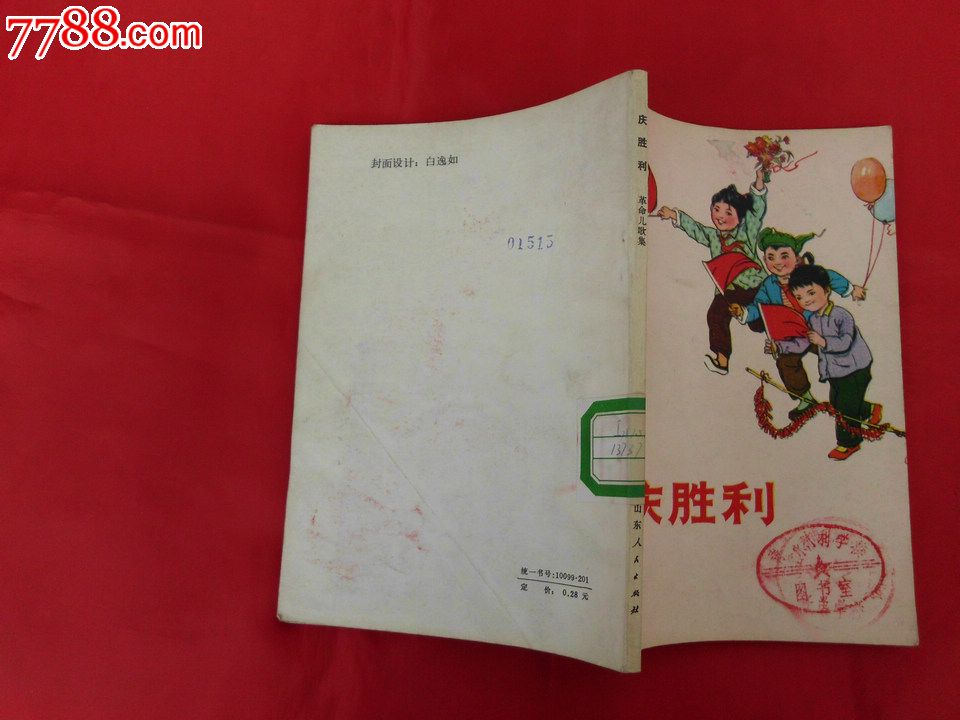 7788.com
封面设计：白逸如
01515
统一书号：10099·201
定　价：0.28 元
庆胜利　革命儿歌集
山东人民出版社
庆胜利
图书室